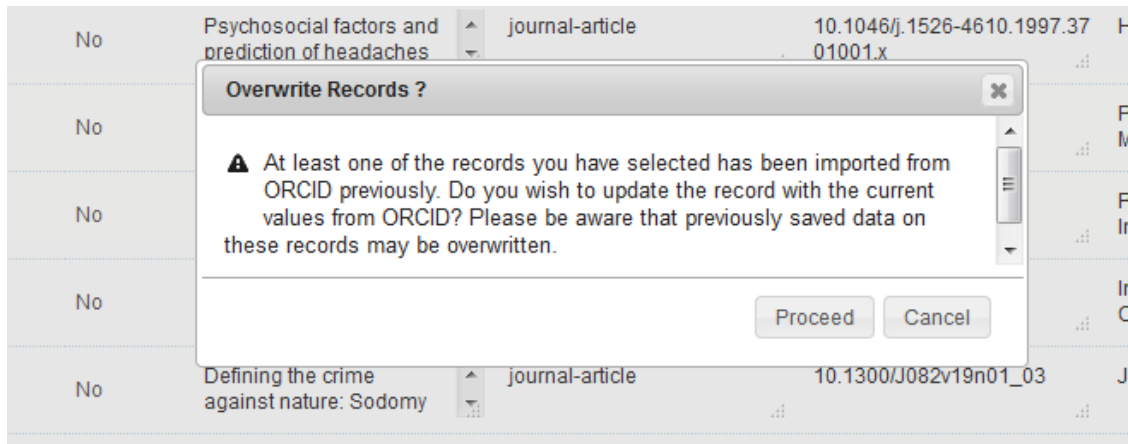 No
Psychosocial factors and
prediction of headaches
journal-article
10.1046/j.1526-4610.1997.37
01001.x
H
Overwrite Records ?
No
At least one of the records you have selected has been imported from
ORCID previously. Do you wish to update the record with the current
values from ORCID? Please be aware that previously saved data on
these records may be overwritten.
No
No
Proceed
Cancel
No
Defining the crime
against nature: Sodomy
journal-article
10.1300/J082v19n01_03
J